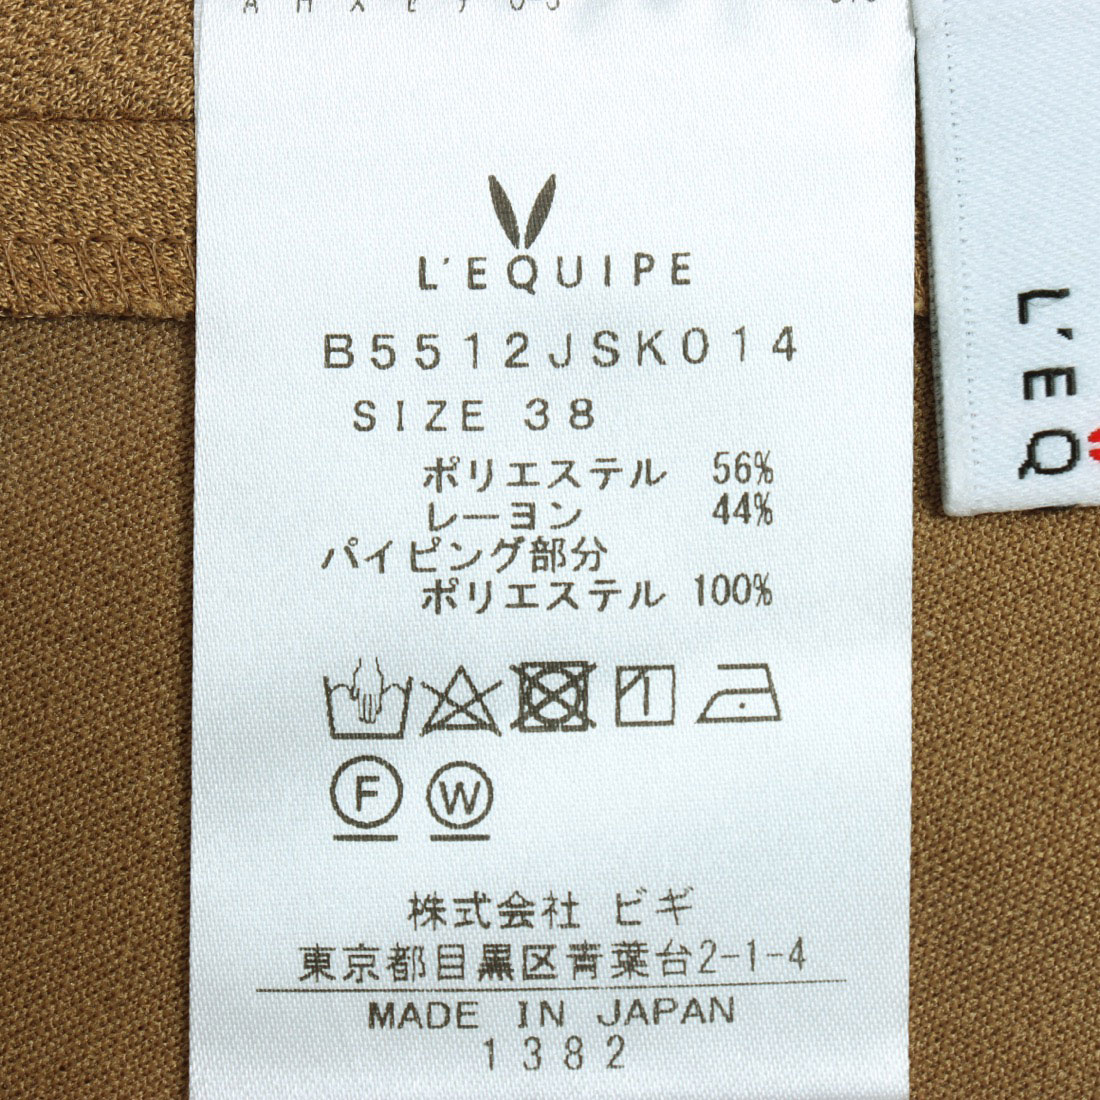 L'EQUIPE
B5512JSK014
SIZE 38
ポリエステル 56%
レーヨン 44%
パイピング部分
ポリエステル 100%
1
F W
株式会社 ビギ
東京都目黒区青葉台2-1-4
MADE IN JAPAN
1382
L'EQ